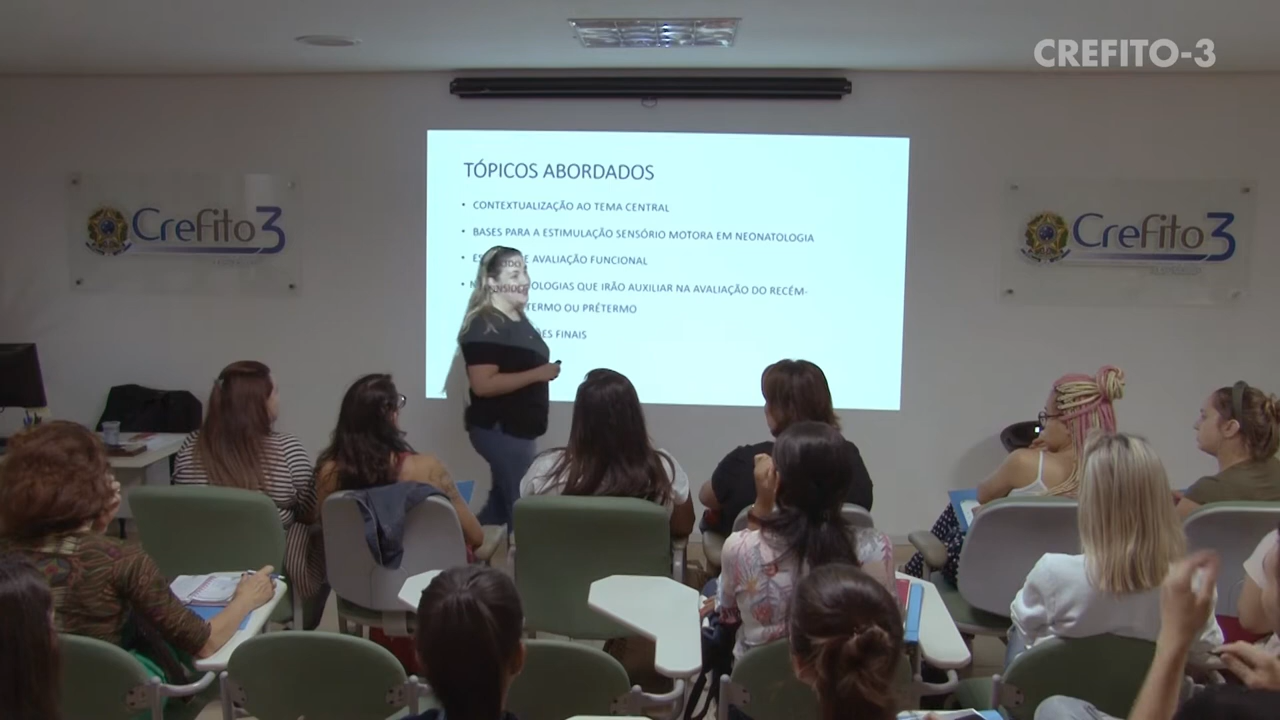 CREFITO-3
TÓPICOS ABORDADOS
• CONTEXTUALIZAÇÃO AO TEMA CENTRAL
• BASES PARA A ESTIMULAÇÃO SENSÓRIO MOTORA EM NEONATOLOGIA
AVALIAÇÃO FUNCIONAL
QUE IRÃO AUXILIAR NA AVALIAÇÃO DO RECÉM-
TERMO OU PRÉTERMO
FINAIS
CreFito3
CreFito3